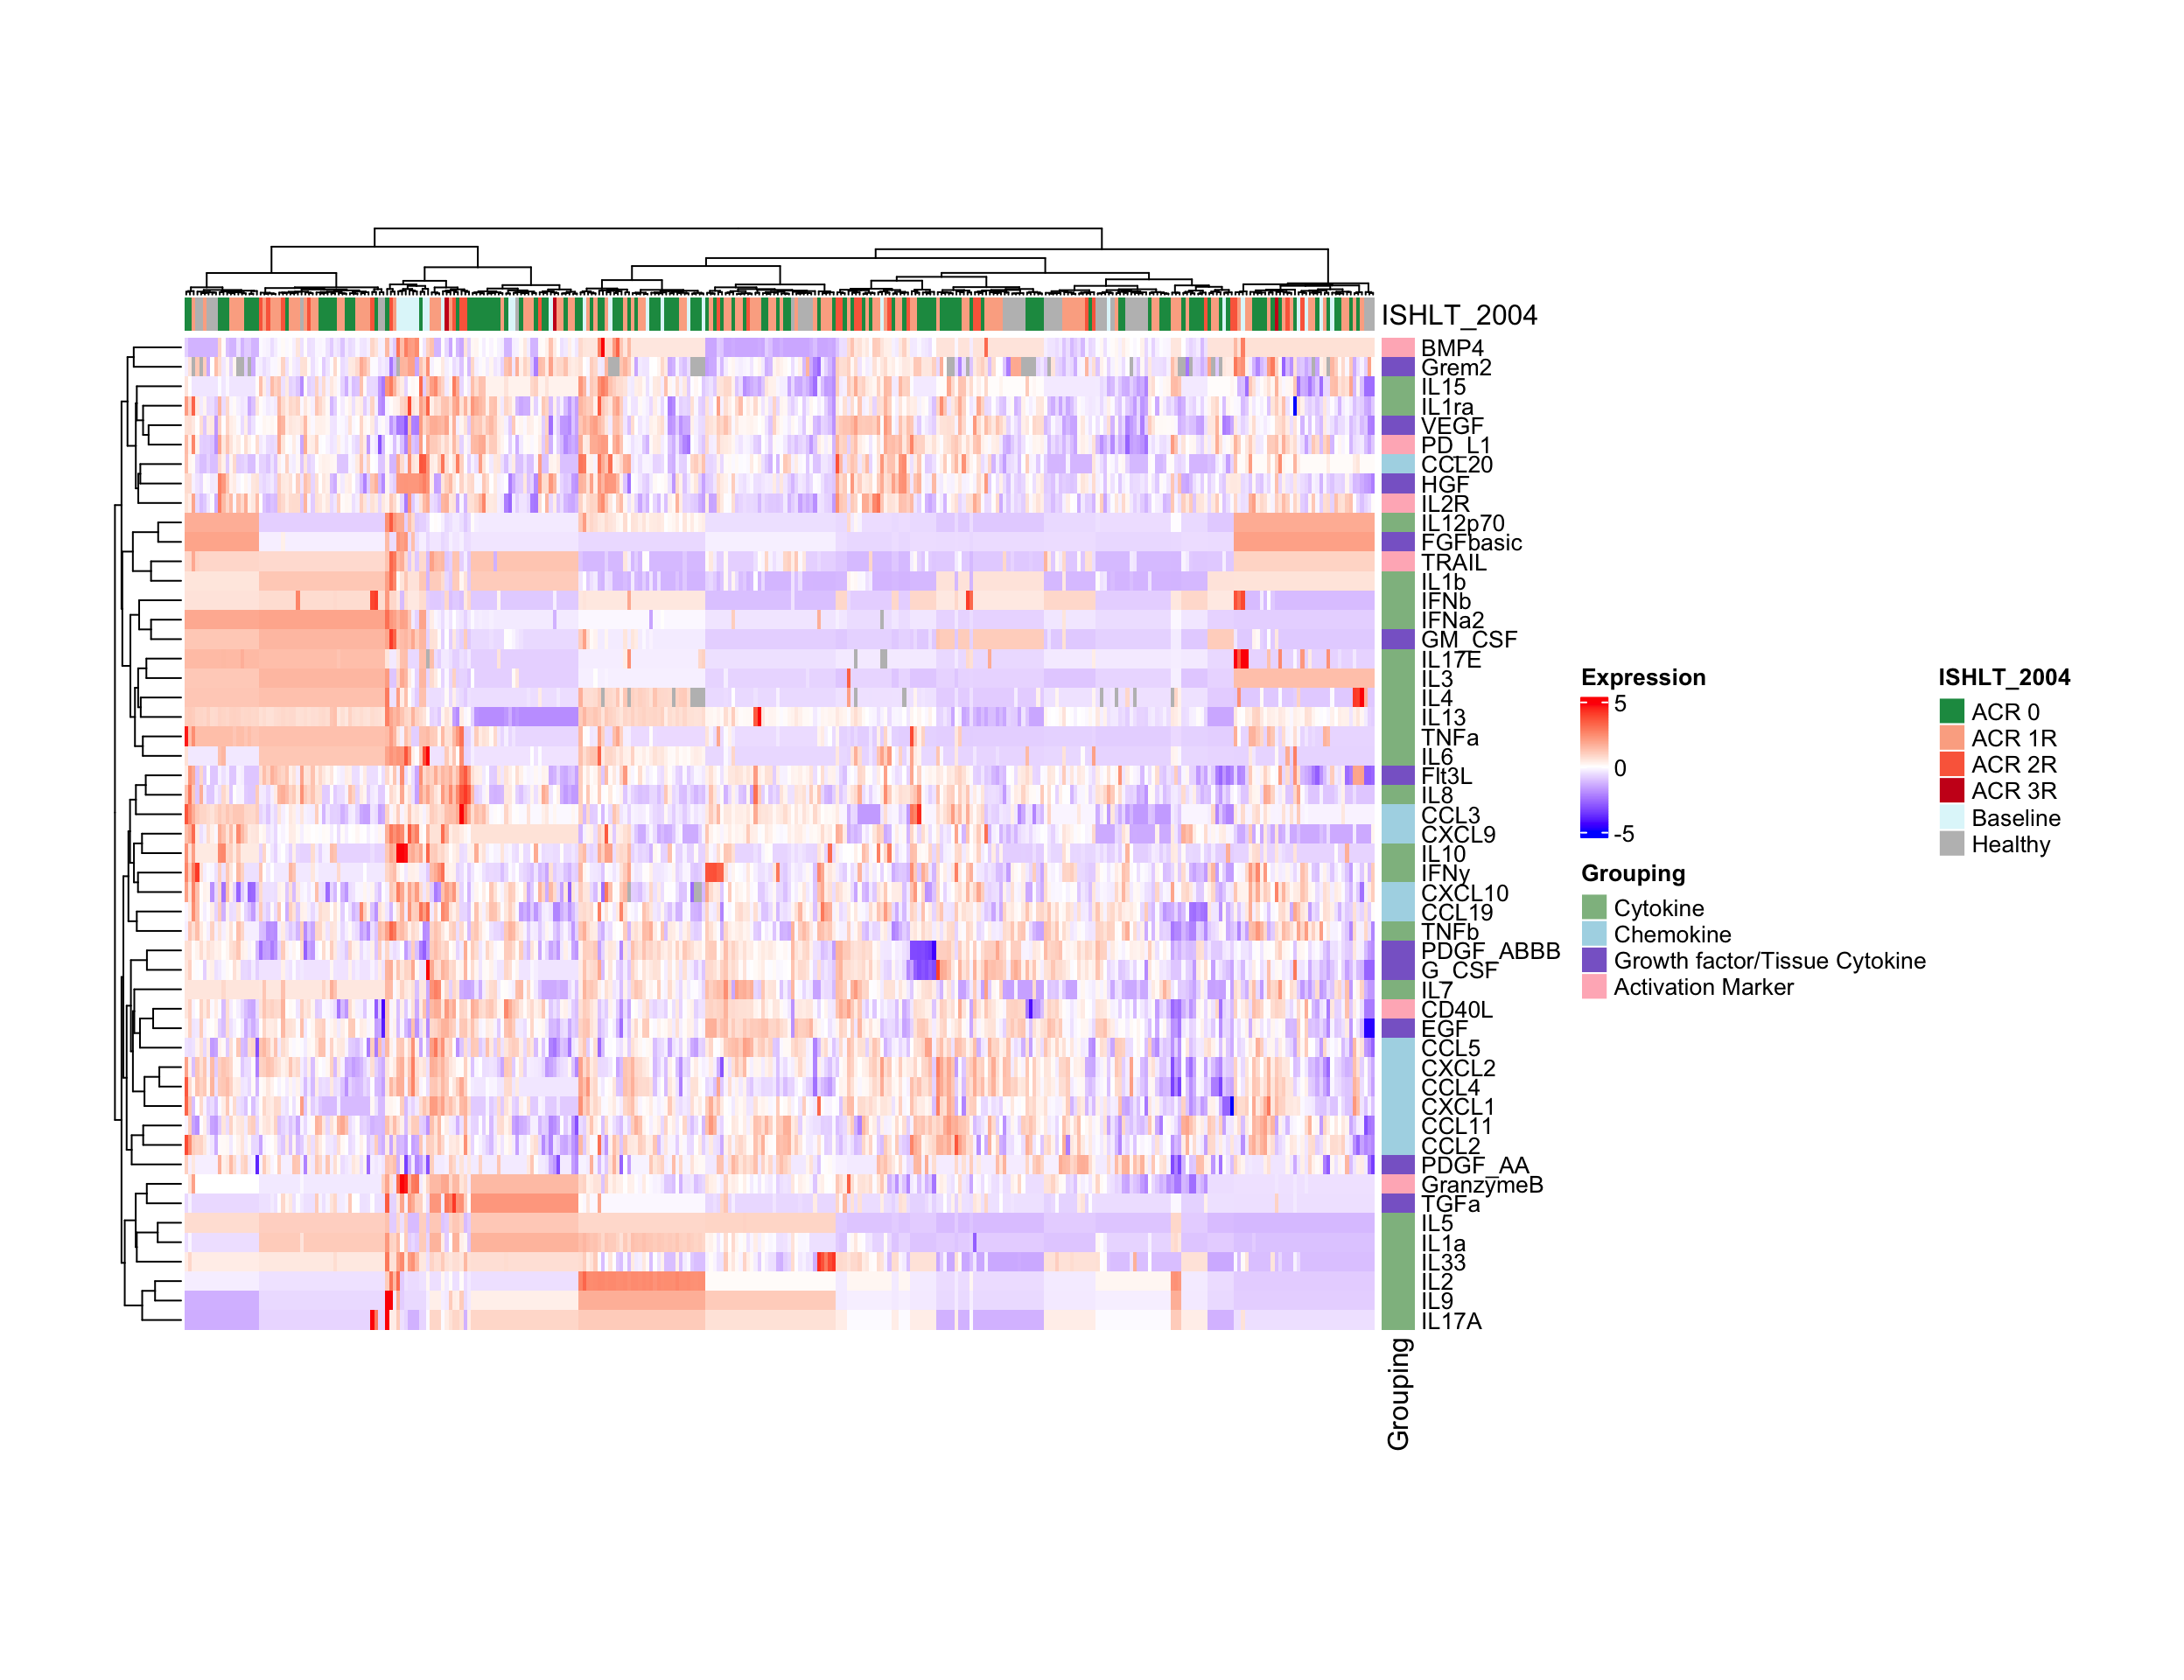 ISHLT_2004
BMP4
Grem2
IL15
IL1ra
VEGF
PD_L1
CCL20
HGF
IL2R
IL12p70
FGFbasic
TRAIL
IL1b
IFNb
IFNa2
GM_CSF
IL17E
IL3
IL4
IL13
TNFa
IL6
Flt3L
IL8
CCL3
CXCL9
IL10
IFNy
CXCL10
CCL19
TNFb
PDGF_ABBB
G_CSF
IL7
CD40L
EGF
CCL5
CXCL2
CCL4
CXCL1
CCL11
CCL2
PDGF_AA
GranzymeB
TGFa
IL5
IL1a
IL33
IL2
IL9
IL17A
Grouping
Expression
5
0
-5
Grouping
Cytokine
Chemokine
Growth factor/Tissue Cytokine
Activation Marker
ISHLT_2004
ACR 0
ACR 1R
ACR 2R
ACR 3R
Baseline
Healthy